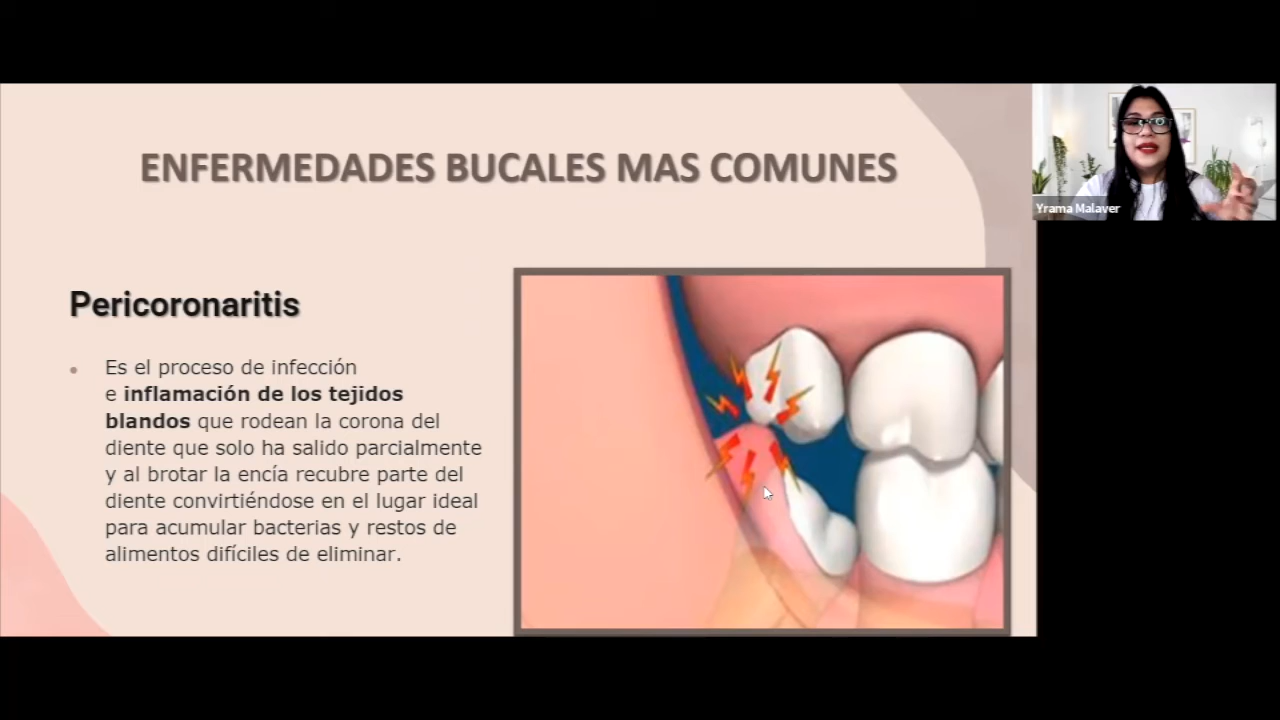 ENFERMEDADES BUCALES MAS COMUNES
Yrama Malaver
Pericoronaritis
Es el proceso de infección
e inflamación de los tejidos
blandos que rodean la corona del
diente que solo ha salido parcialmente
y al brotar la encía recubre parte del
diente convirtiéndose en el lugar ideal
para acumular bacterias y restos de
alimentos difíciles de eliminar.